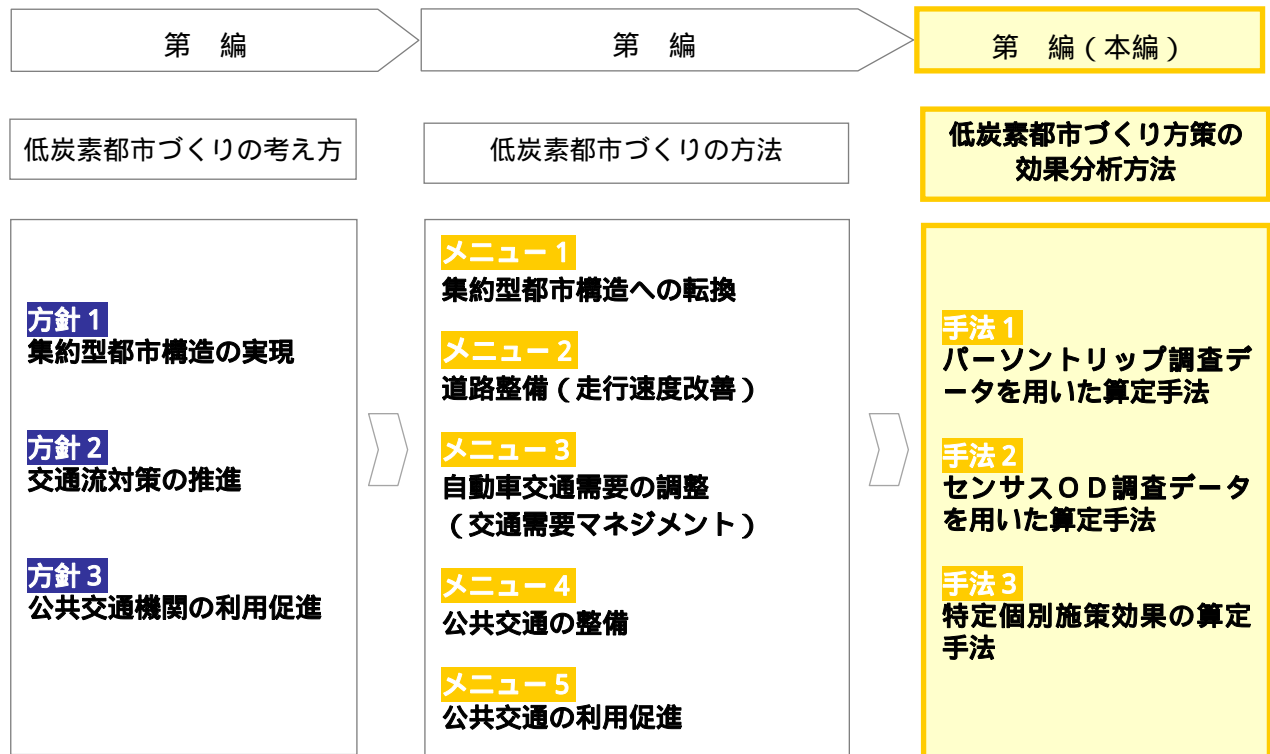 第　編
第　編
第　編（本編）
低炭素都市づくりの考え方
低炭素都市づくりの方法
低炭素都市づくり方策の
効果分析方法
方針１
集約型都市構造の実現
方針２
交通流対策の推進
方針３
公共交通機関の利用促進
メニュー１
集約型都市構造への転換
メニュー２
道路整備（走行速度改善）
メニュー３
自動車交通需要の調整
（交通需要マネジメント）
メニュー４
公共交通の整備
メニュー５
公共交通の利用促進
手法１
パーソントリップ調査デ
ータを用いた算定手法
手法２
センサスＯＤ調査データ
を用いた算定手法
手法３
特定個別施策効果の算定
手法